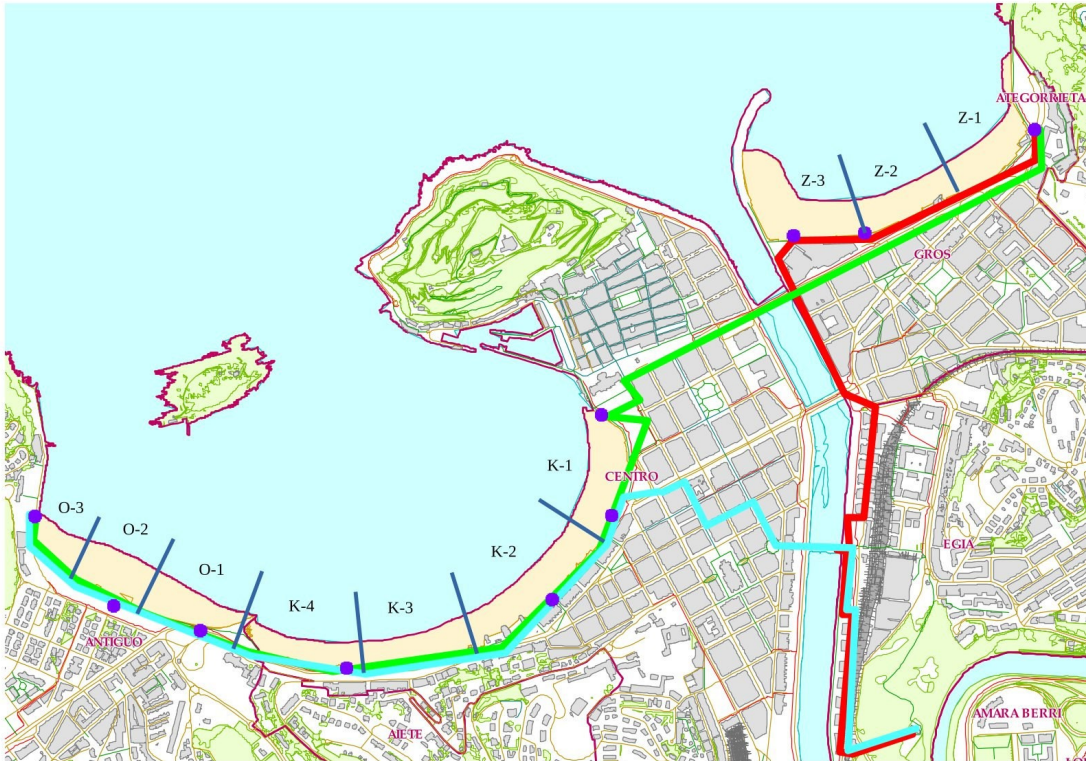 ATEGORRIETA
Z-1
Z-2
Z-3
GROS
K-1
CENTRO
O-3
O-2
K-2
O-1
EGIA
K-4
K-3
ANTIGUO
AMARA BERRI
AIETE